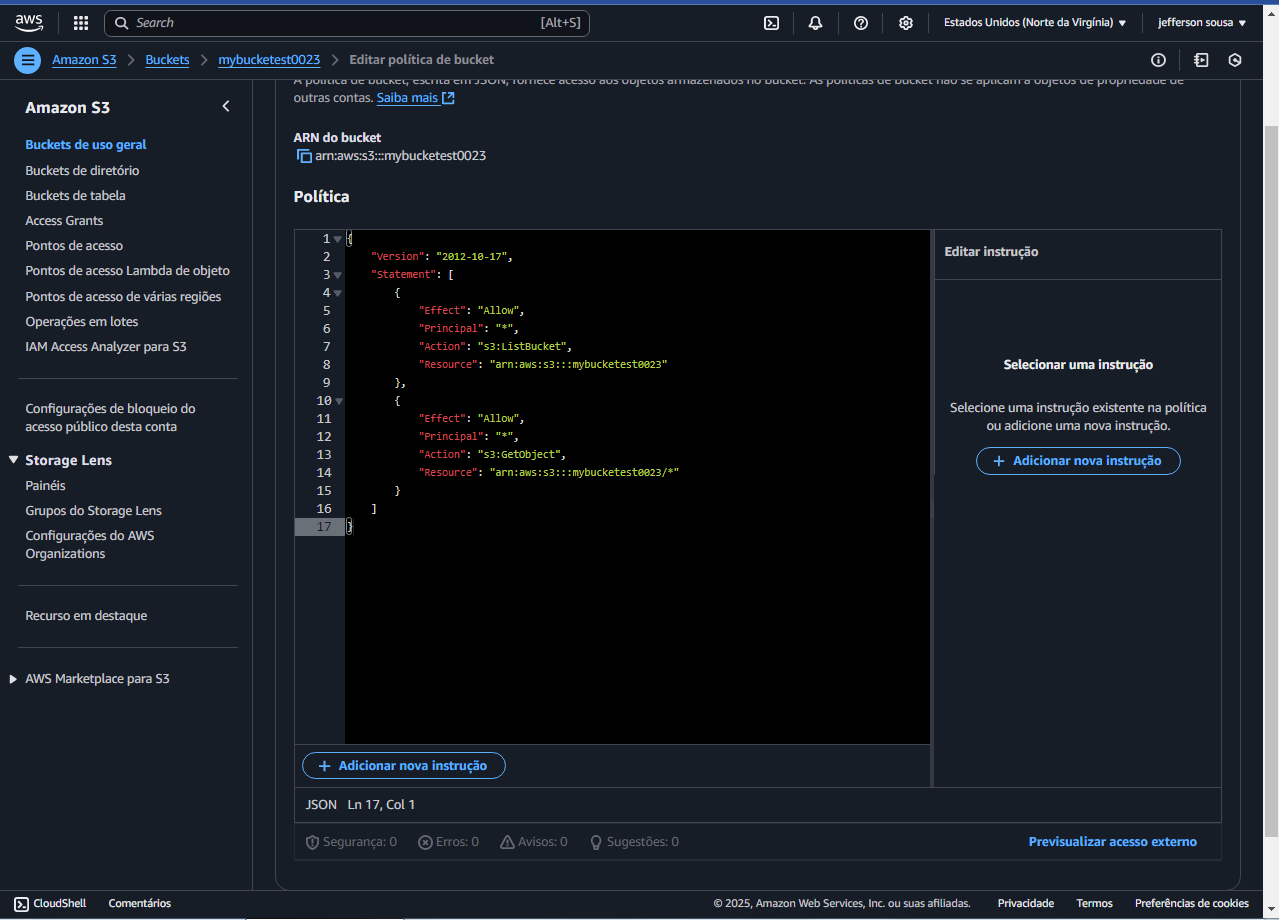 aws
Search
[Alt+S]
Estados Unidos (Norte da Virgínia)
jefferson sousa
Amazon S3
Buckets
mybucketest0023
Editar política de bucket
Amazon S3
Buckets de uso geral
Buckets de diretório
Buckets de tabela
Access Grants
Pontos de acesso
Pontos de acesso Lambda de objeto
Pontos de acesso de várias regiões
Operações em lotes
IAM Access Analyzer para S3
Configurações de bloqueio do
acesso público desta conta
Storage Lens
Painéis
Grupos do Storage Lens
Configurações do AWS
Organizations
Recurso em destaque
AWS Marketplace para S3
A política de bucket, escrita em JSON, fornece acesso aos objetos armazenados no bucket. As políticas de bucket não se aplicam a objetos de propriedade de
outras contas. Saiba mais
ARN do bucket
arn:aws:s3:::mybucketest0023
Política
1 {
2 "Version": "2012-10-17",
3 "Statement": [
4 {
5 "Effect": "Allow",
6 "Principal": "*",
7 "Action": "s3:ListBucket",
8 "Resource": "arn:aws:s3:::mybucketest0023"
9 },
10 {
11 "Effect": "Allow",
12 "Principal": "*",
13 "Action": "s3:GetObject",
14 "Resource": "arn:aws:s3:::mybucketest0023/*"
15 }
16 ]
17 }
+ Adicionar nova instrução
JSON Ln 17, Col 1
Segurança: 0
Erros: 0
Avisos: 0
Sugestões: 0
Previsualizar acesso externo
Editar instrução
Selecionar uma instrução
Selecione uma instrução existente na política
ou adicione uma nova instrução.
+ Adicionar nova instrução
CloudShell
Comentários
© 2025, Amazon Web Services, Inc. ou suas afiliadas.
Privacidade
Termos
Preferências de cookies